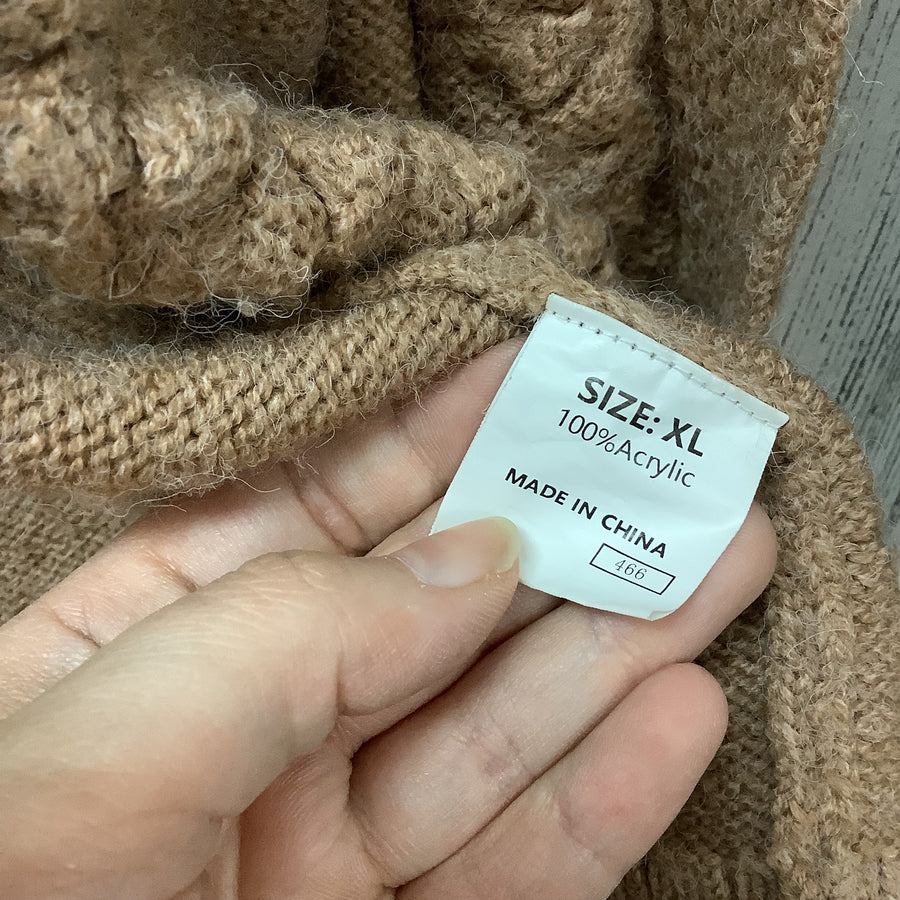 SIZE: XL
100%Acrylic
MADE IN CHINA
466